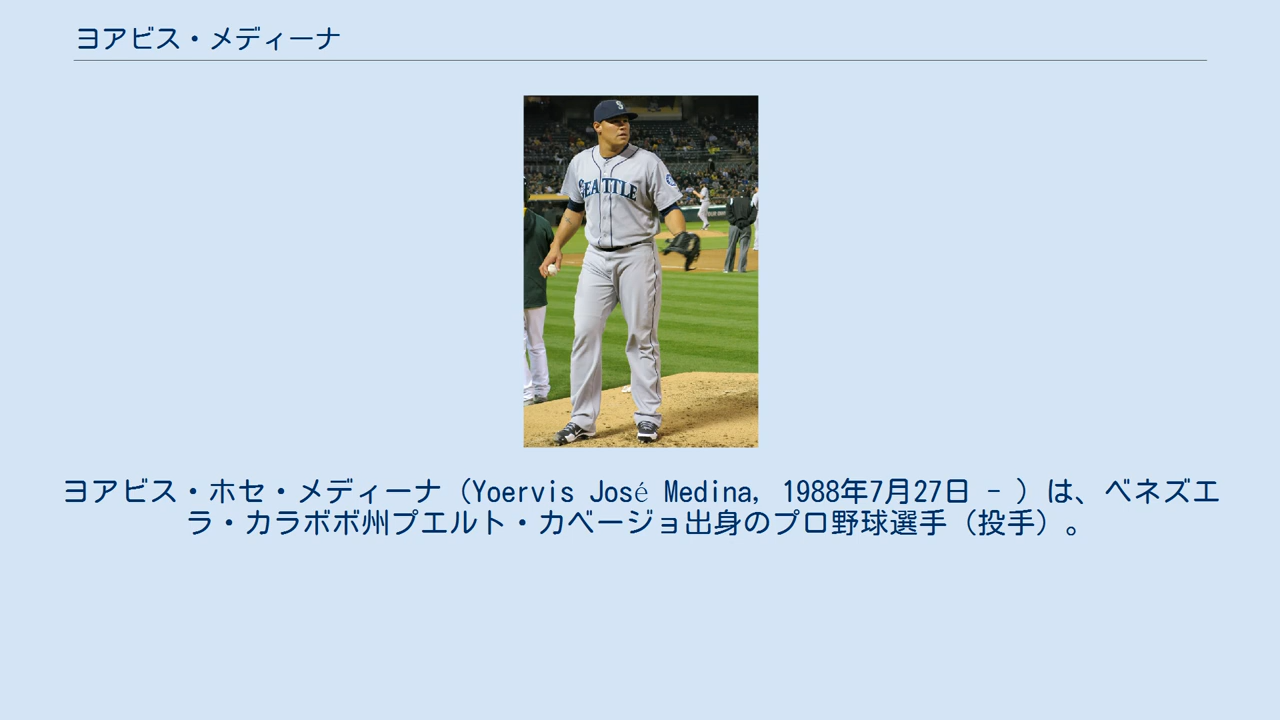 ヨアビス・メディーナ
S
SEATTLE
ヨアビス・ホセ・メディーナ（Yoervis José Medina, 1988年7月27日 - ）は、ベネズエ
ラ・カラボボ州プエルト・カベージョ出身のプロ野球選手（投手）。